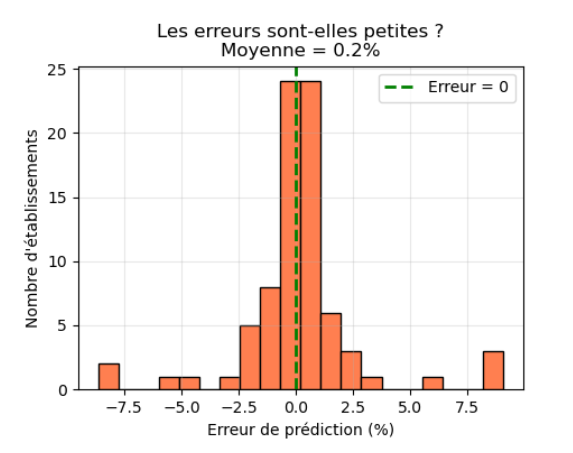 Les erreurs sont-elles petites ?
Moyenne = 0.2%
Erreur = 0
25
20
15
10
5
0
Nombre d'établissements
−7.5 −5.0 −2.5 0.0 2.5 5.0 7.5
Erreur de prédiction (%)